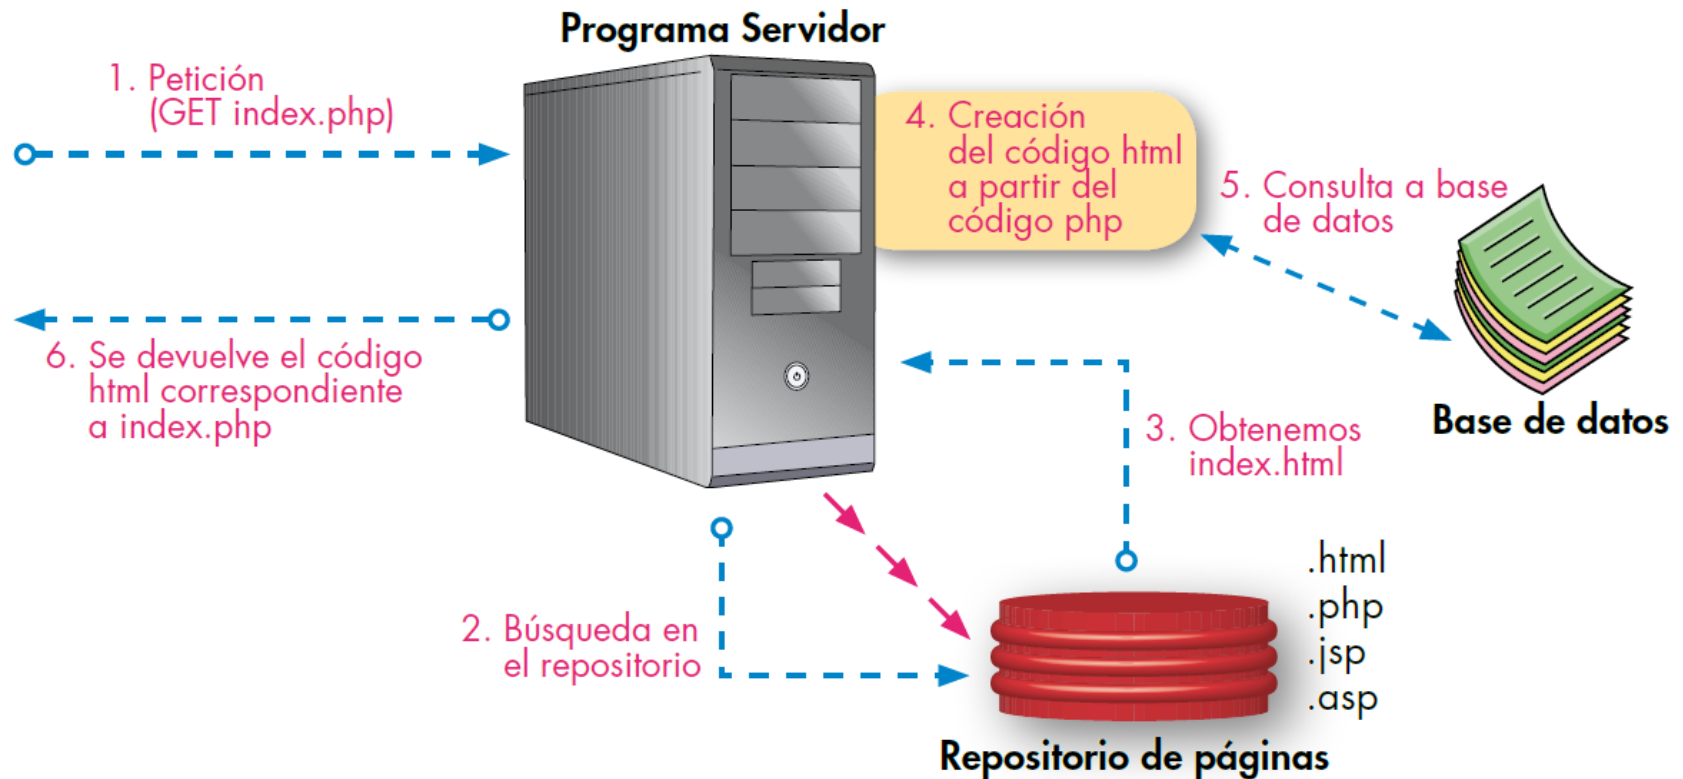 Programa Servidor
1. Petición
(GET index.php)
4. Creación
del código html
a partir del
código php
5. Consulta a base
de datos
6. Se devuelve el código
html correspondiente
a index.php
Base de datos
3. Obtenemos
index.html
2. Búsqueda en
el repositorio
.html
.php
.jsp
.asp
Repositorio de páginas